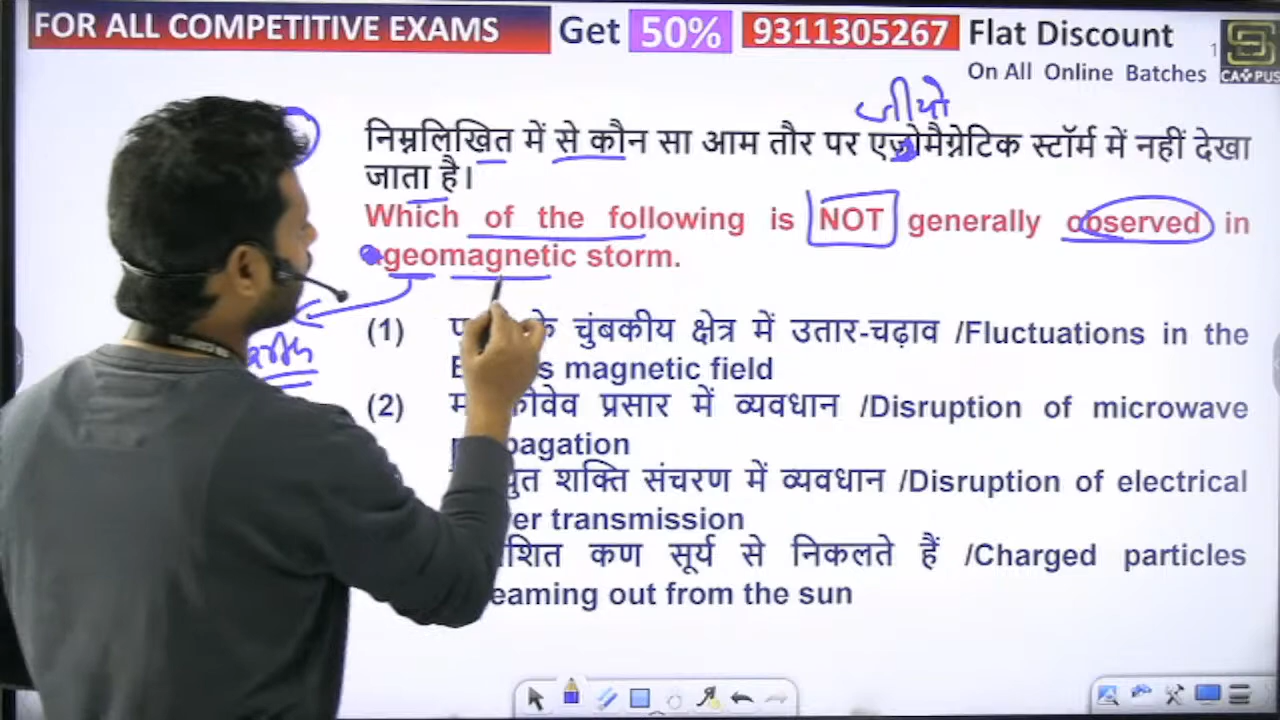 FOR ALL COMPETITIVE EXAMS Get 50% 9311305267 Flat Discount
On All Online Batches
CAMPUS
जीयो
निम्नलिखित में से कौन सा आम तौर पर एजोमैग्नेटिक स्टॉर्म में नहीं देखा
जाता है।
Which of the following is NOT generally observed in
geomagnetic storm.
(1) के चुंबकीय क्षेत्र में उतार-चढ़ाव /Fluctuations in the
magnetic field
(2) प्रसार में व्यवधान /Disruption of microwave
शक्ति संचरण में व्यवधान /Disruption of electrical
transmission
कण सूर्य से निकलते हैं /Charged particles
out from the sun